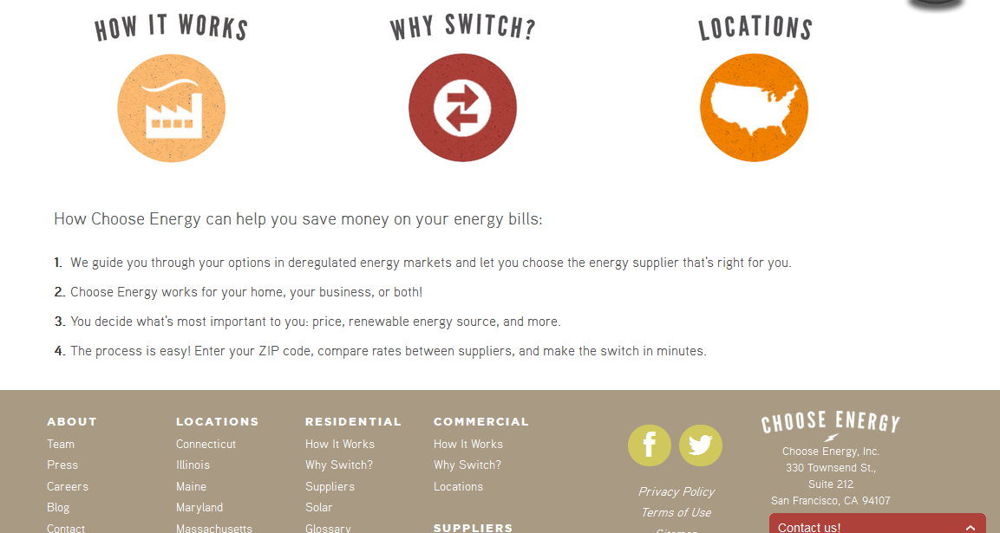 HOW IT WORKS
WHY SWITCH?
LOCATIONS
How Choose Energy can help you save money on your energy bills:
1. We guide you through your options in deregulated energy markets and let you choose the energy supplier that's right for you.
2. Choose Energy works for your home, your business, or both!
3. You decide what's most important to you: price, renewable energy source, and more.
4. The process is easy! Enter your ZIP code, compare rates between suppliers, and make the switch in minutes.
ABOUT
Team
Press
Careers
Blog
Contact
LOCATIONS
Connecticut
Illinois
Maine
Maryland
Massachusetts
RESIDENTIAL
How It Works
Why Switch?
Suppliers
Solar
Glossary
COMMERCIAL
How It Works
Why Switch?
Locations
SUPPLIERS
Privacy Policy
Terms of Use
Sitemap
CHOOSE ENERGY
Choose Energy, Inc.
330 Townsend St.,
Suite 212
San Francisco, CA 94107
Contact us!